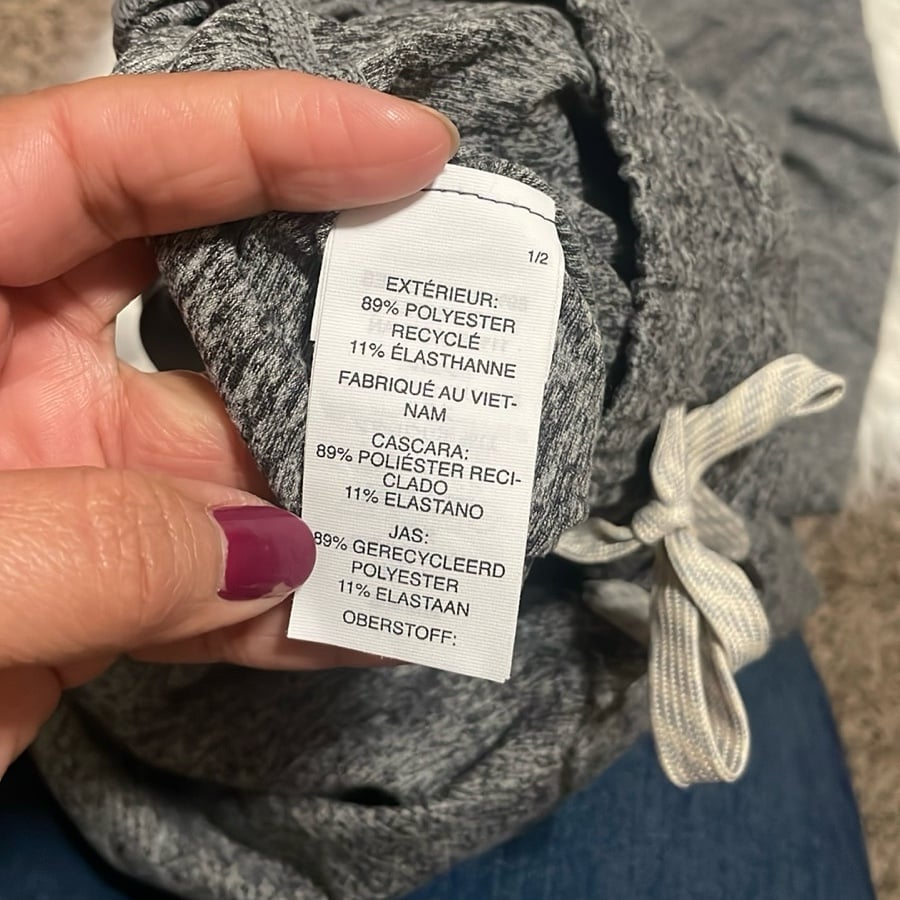 1/2
EXTÉRIEUR:
89% POLYESTER
RECYCLÉ
11% ÉLASTHANNE
FABRIQUÉ AU VIET-
NAM
CASCARA:
89% POLIÉSTER RECI-
CLADO
11% ELASTANO
JAS:
89% GERECYCLEERD
POLYESTER
11% ELASTAAN
OBERSTOFF: